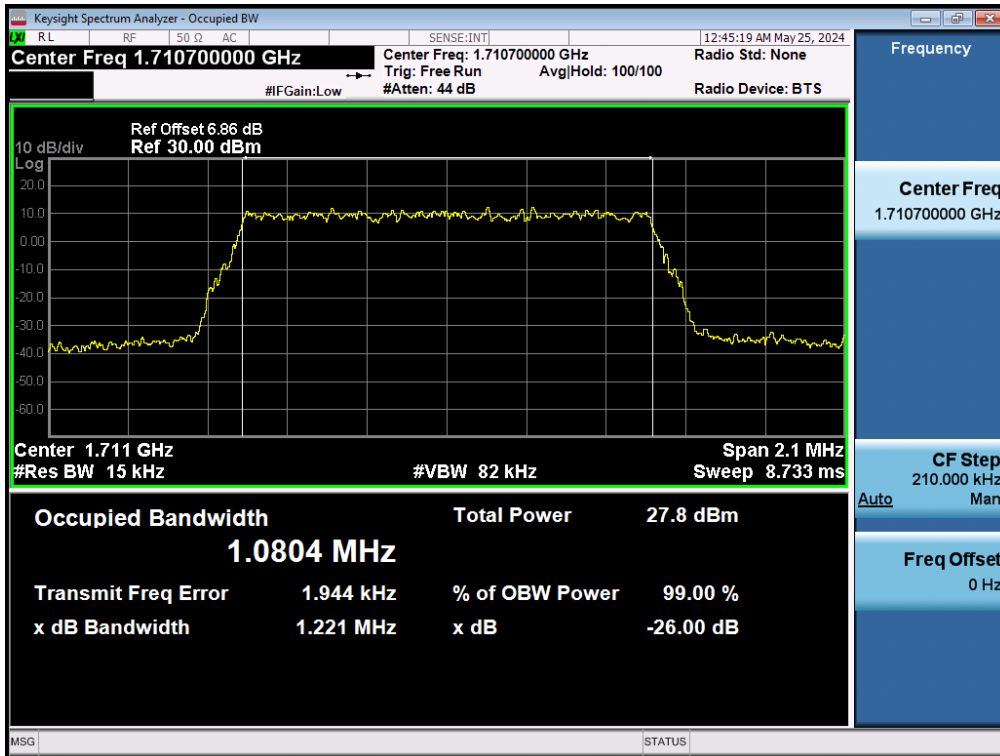 Keysight Spectrum Analyzer - Occupied BW
LXI RL RF 50 Ω AC SENSE:INT 12:45:19 AM May 25, 2024
Center Freq 1.710700000 GHz
Center Freq: 1.710700000 GHz Radio Std: None
Trig: Free Run Avg|Hold: 100/100
#IFGain:Low #Atten: 44 dB Radio Device: BTS
Ref Offset 6.86 dB
10 dB/div Ref 30.00 dBm
Log
20.0
10.0
0.00
-10.0
-20.0
-30.0
-40.0
-50.0
-60.0
Center 1.711 GHz Span 2.1 MHz
#Res BW 15 kHz #VBW 82 kHz Sweep 8.733 ms
Occupied Bandwidth Total Power 27.8 dBm
1.0804 MHz
Transmit Freq Error 1.944 kHz % of OBW Power 99.00 %
x dB Bandwidth 1.221 MHz x dB -26.00 dB
MSG STATUS
Frequency
Center Freq
1.710700000 GHz
CF Step
210.000 kHz
Auto Man
Freq Offset
0 Hz